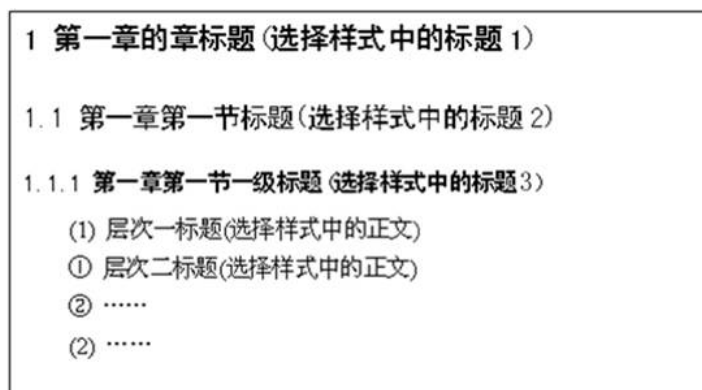 1 第一章的章标题(选择样式中的标题1)
1.1 第一章第一节标题(选择样式中的标题2)
1.1.1 第一章第一节一级标题(选择样式中的标题3)
(1) 层次一标题(选择样式中的正文)
① 层次二标题(选择样式中的正文)
② ……
(2) ……